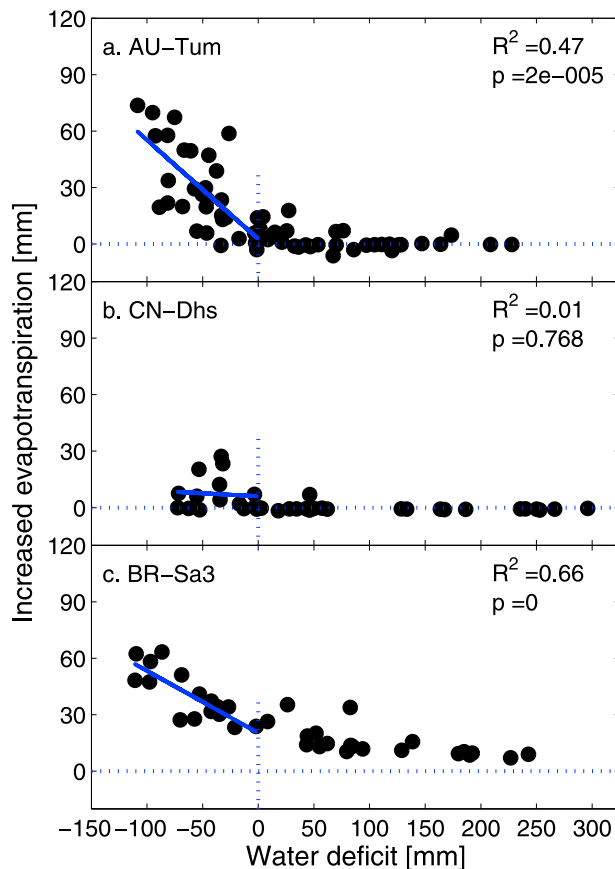 120
90
60
30
0
a. AU−Tum
R² =0.47
p =2e−005
120
90
60
30
0
b. CN−Dhs
R² =0.01
p =0.768
120
90
60
30
0
c. BR−Sa3
R² =0.66
p =0
Increased evapotranspiration [mm]
−150 −100 −50 0 50 100 150 200 250 300
Water deficit [mm]